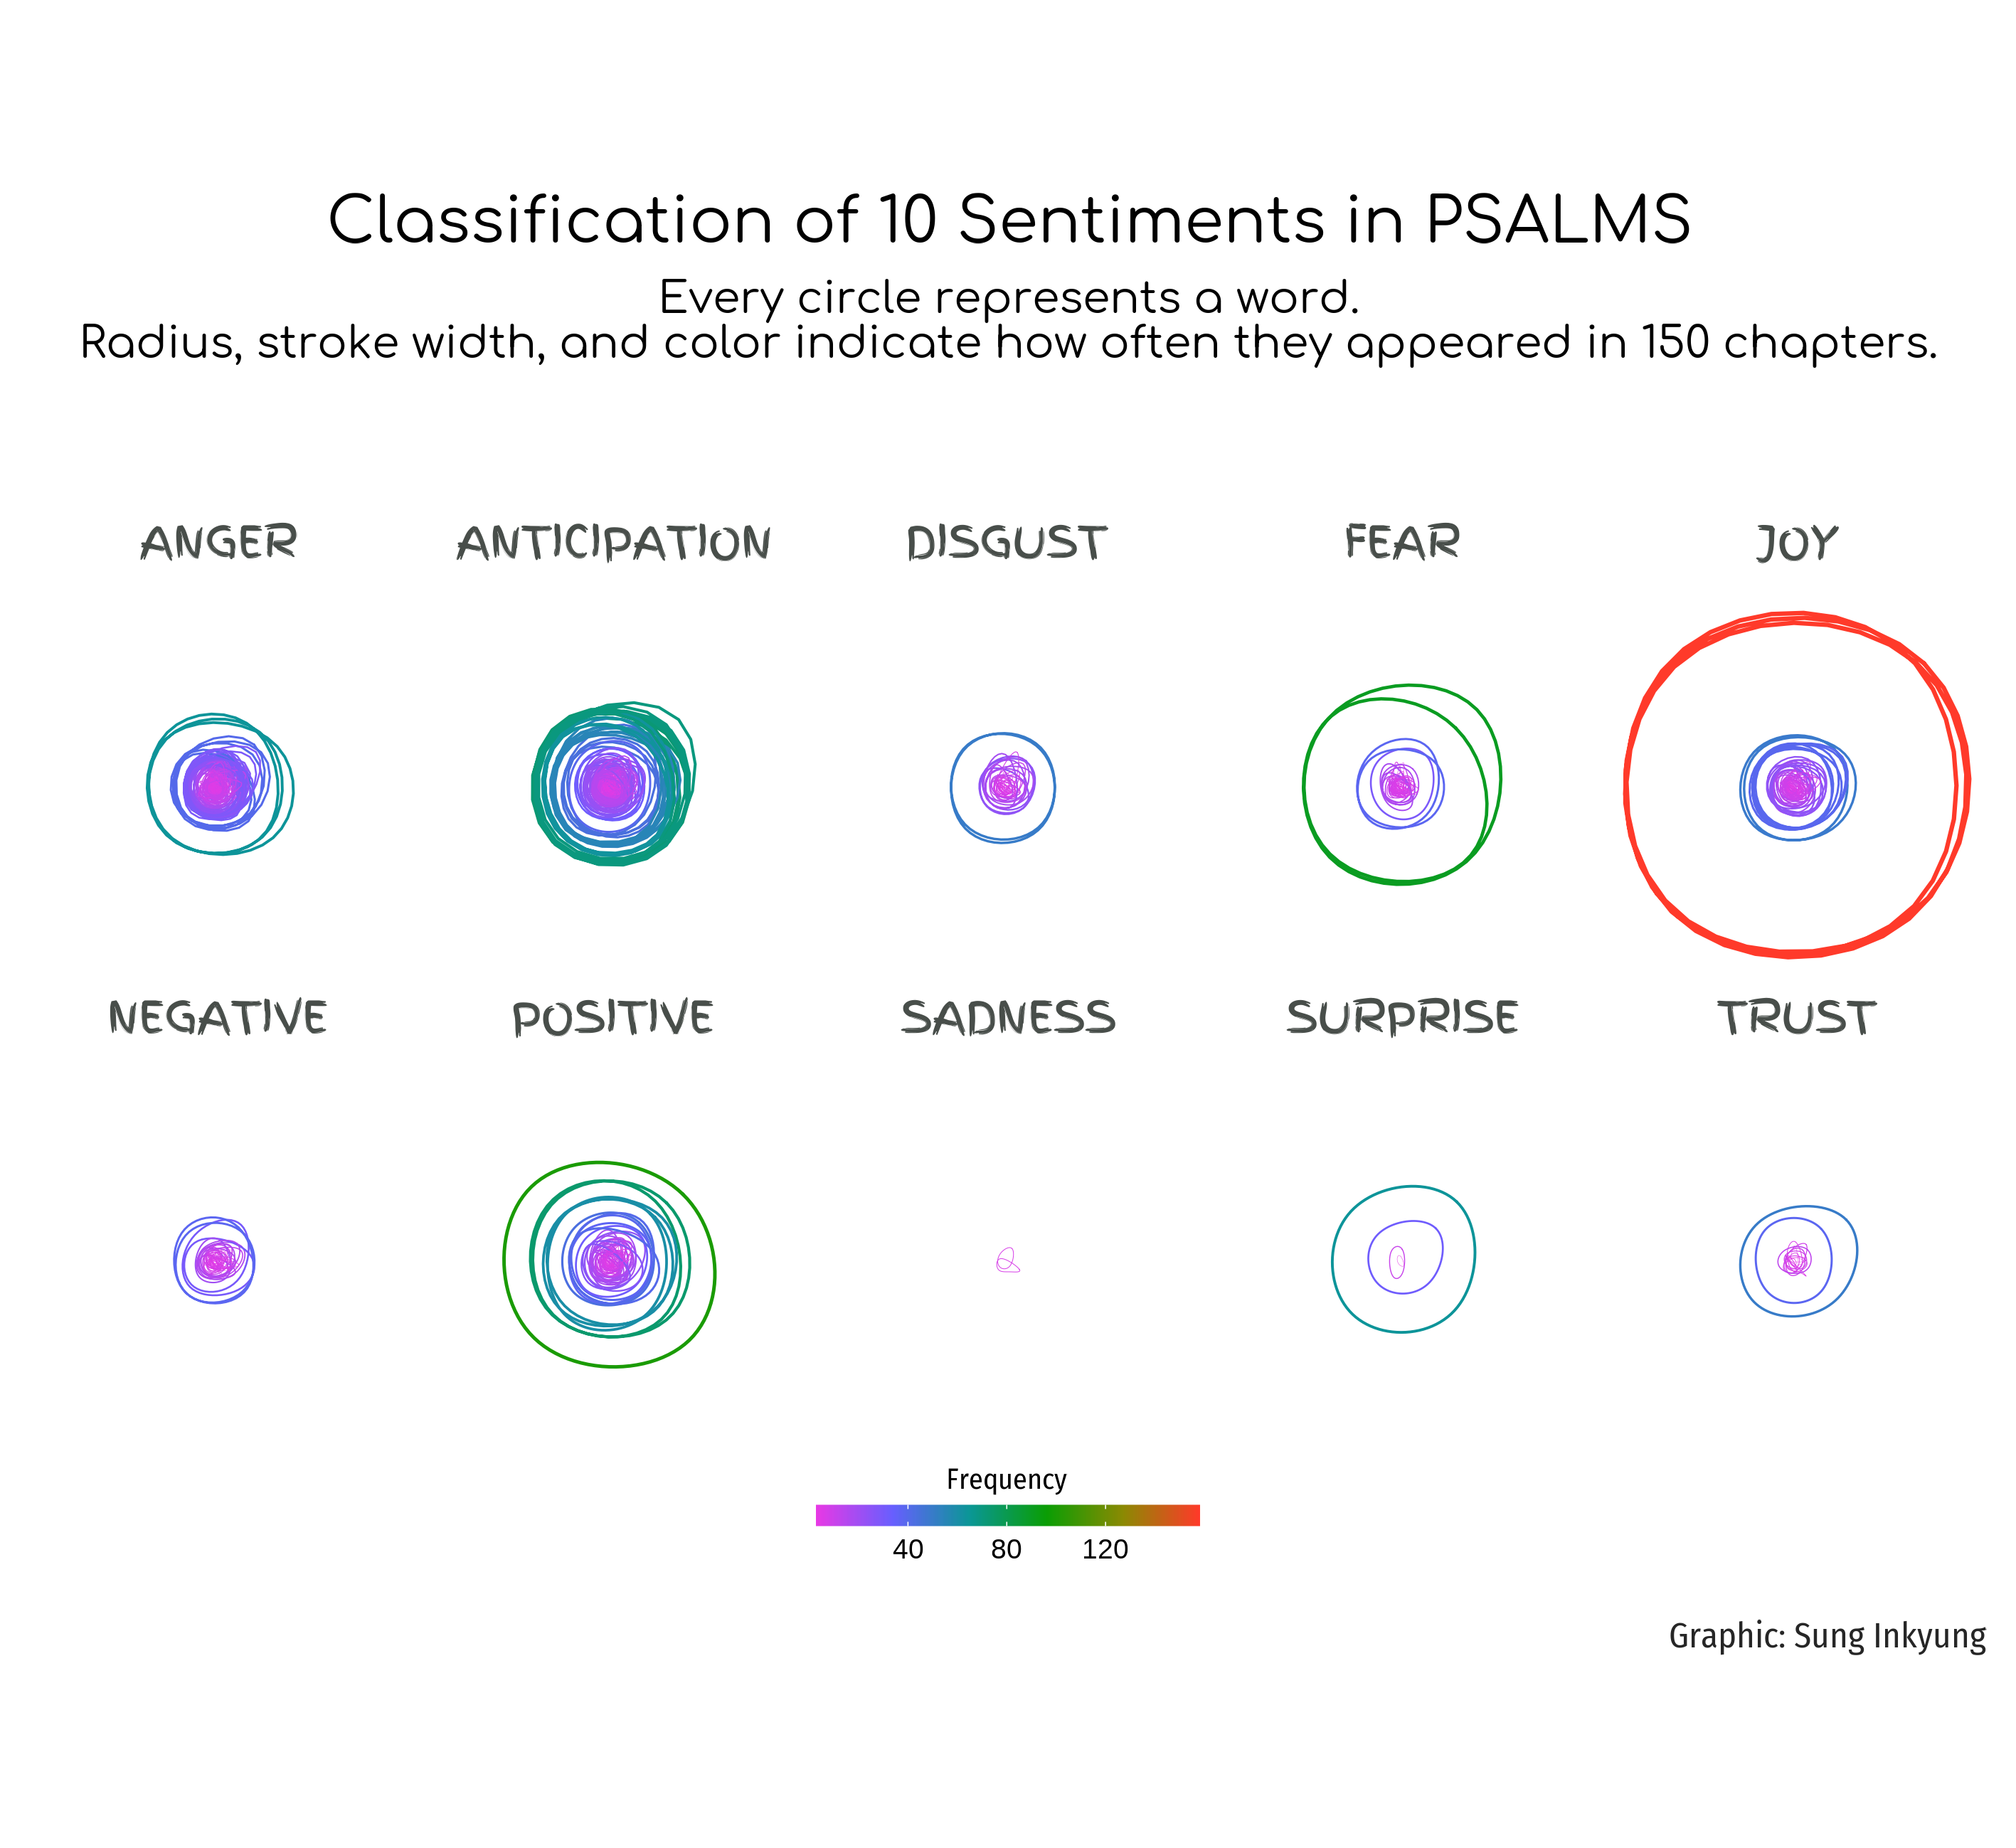 Classification of 10 Sentiments in PSALMS
Every circle represents a word.
Radius, stroke width, and color indicate how often they appeared in 150 chapters.
ANGER ANTICIPATION DISGUST FEAR JOY
NEGATIVE POSITIVE SADNESS SURPRISE TRUST
Frequency
40 80 120
Graphic: Sung Inkyung